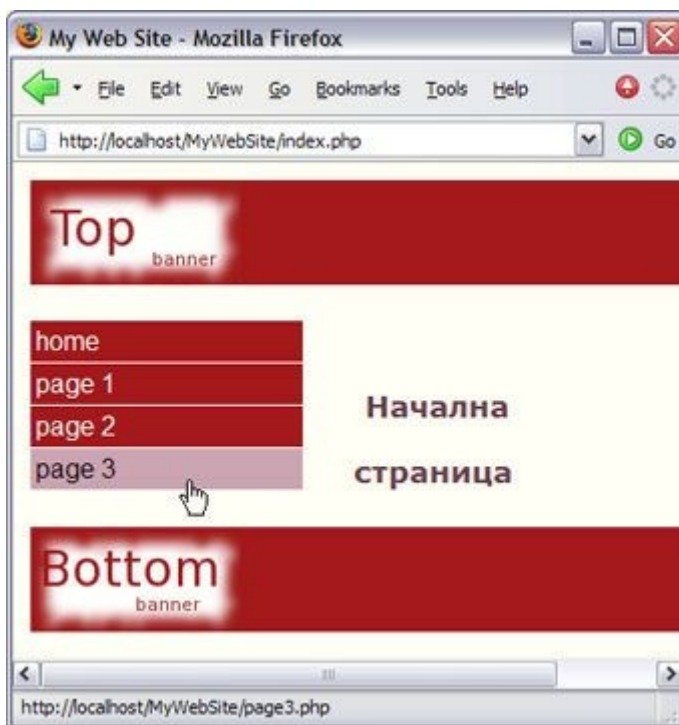 My Web Site - Mozilla Firefox
File Edit View Go Bookmarks Tools Help
http://localhost/MyWebSite/index.php Go
Top
banner
home
page 1
page 2
page 3
Начална
страница
Bottom
banner
http://localhost/MyWebSite/page3.php